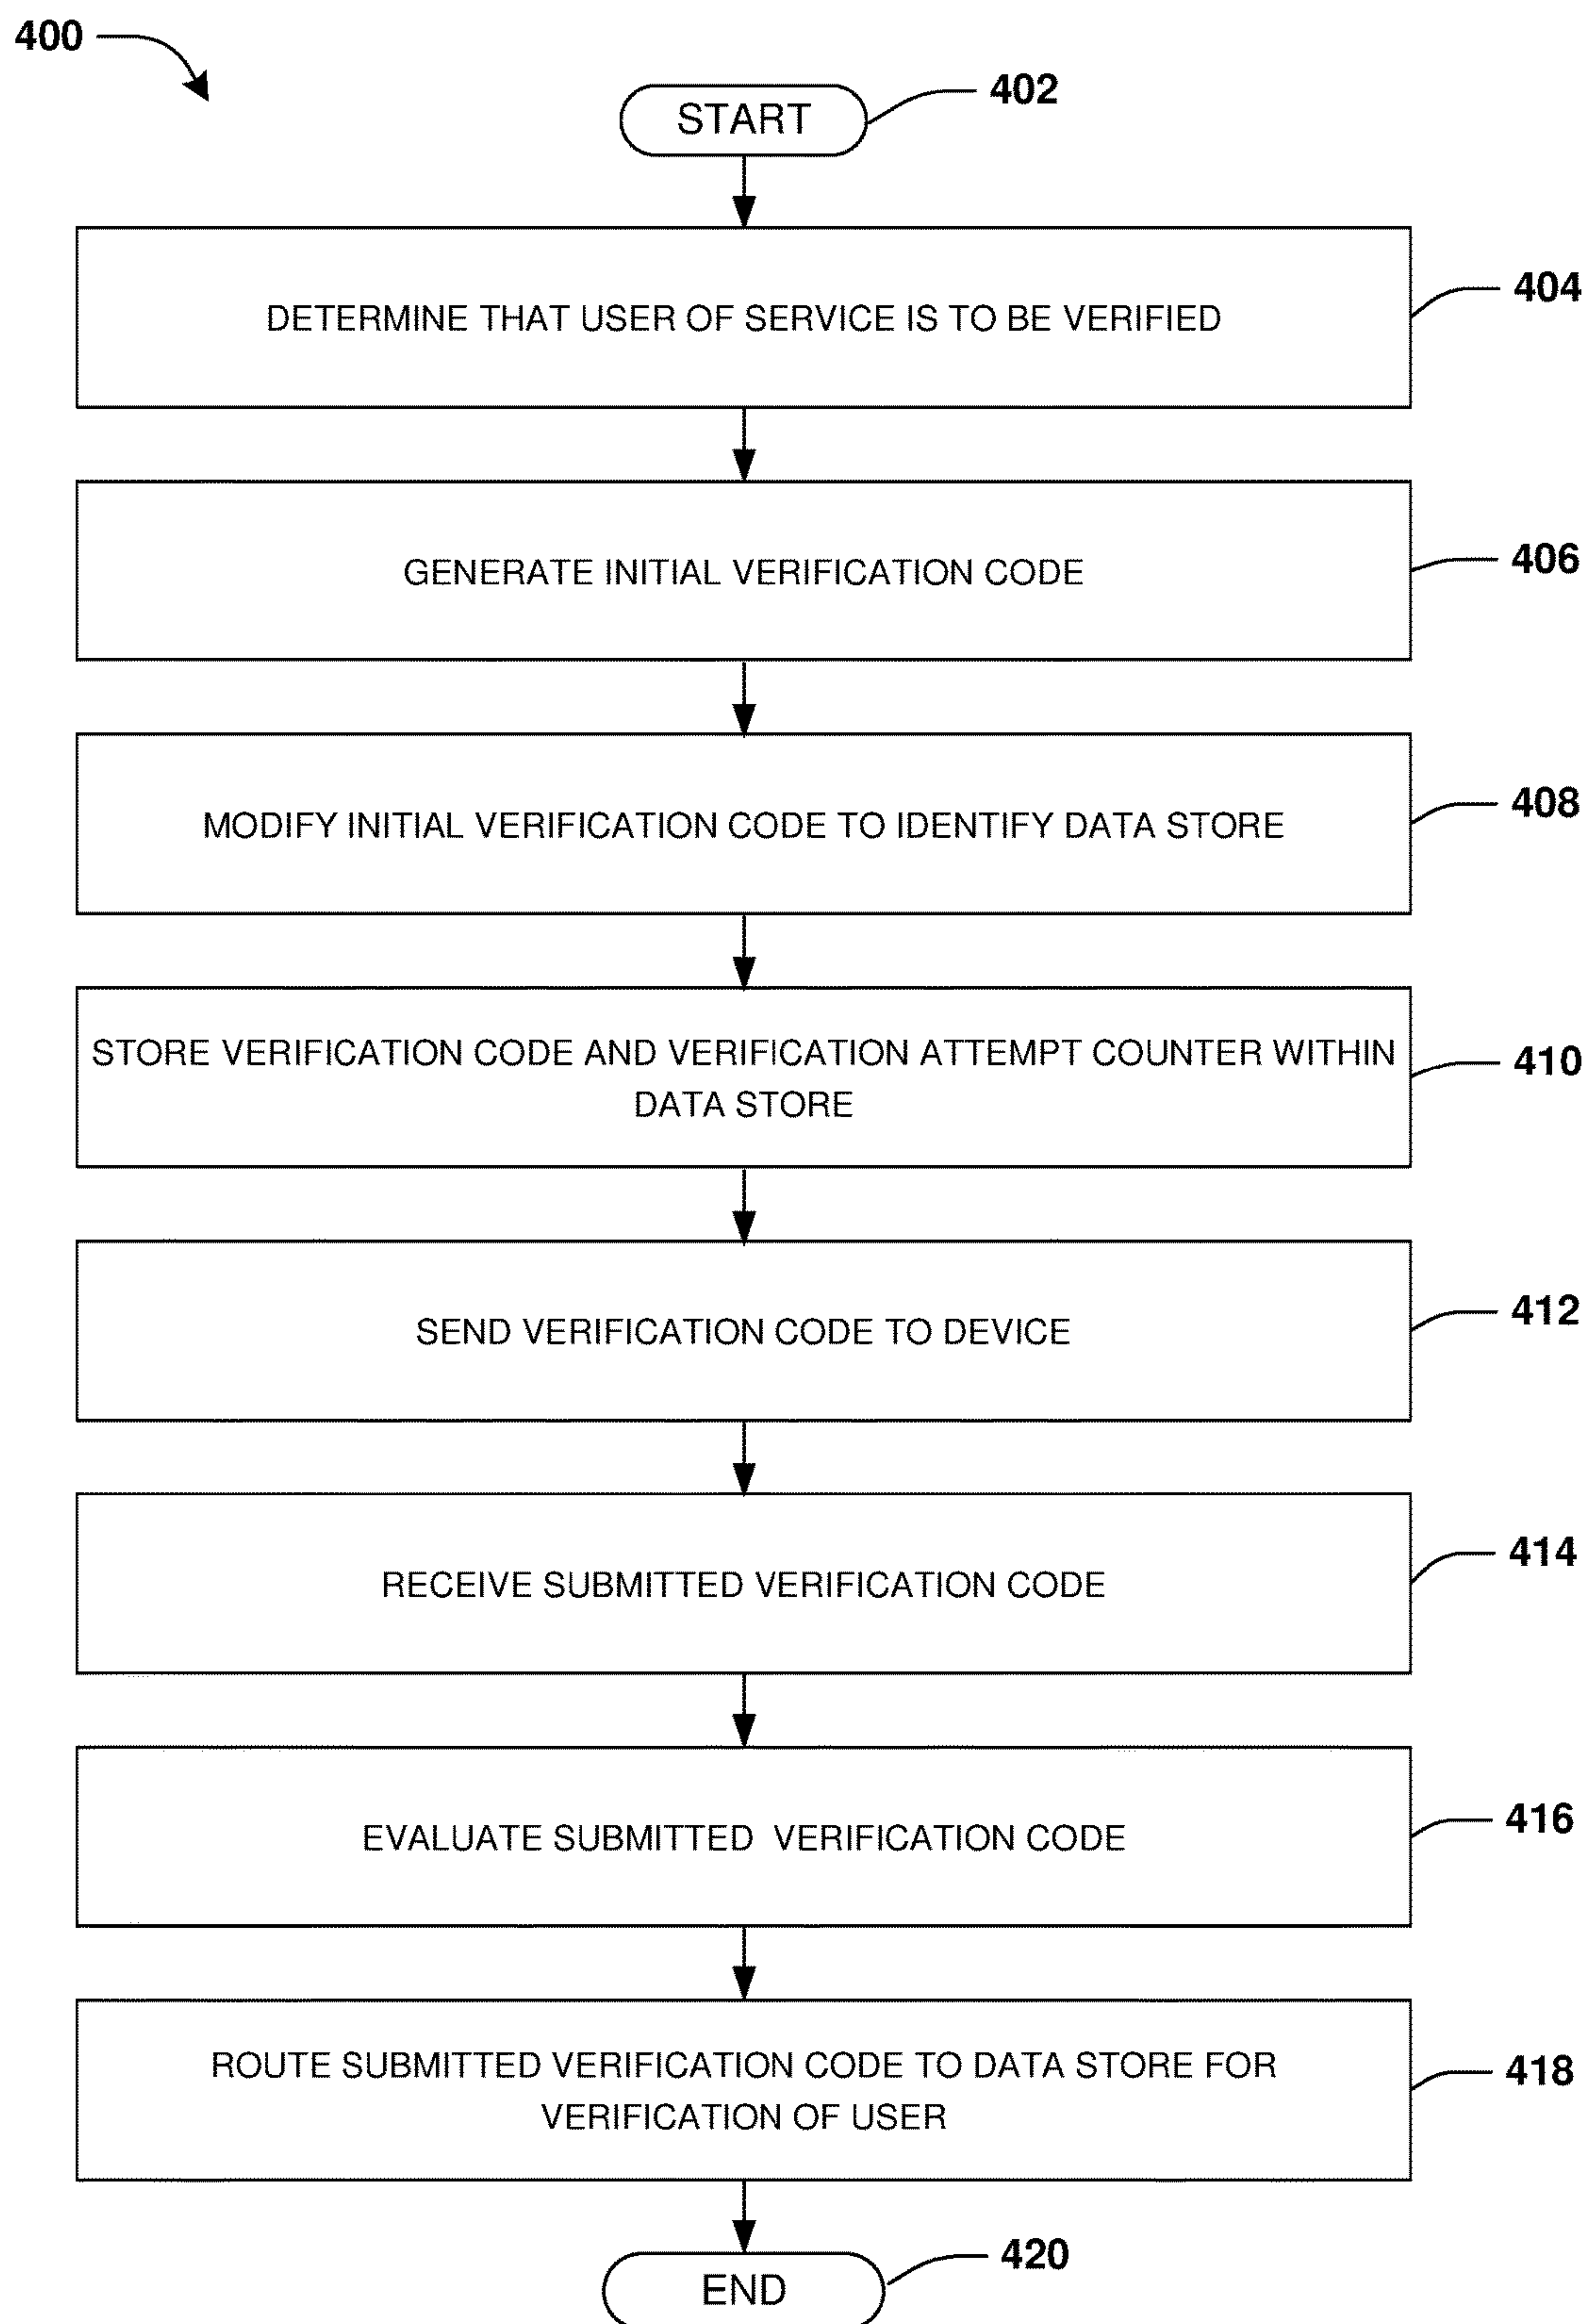 400
START
402
DETERMINE THAT USER OF SERVICE IS TO BE VERIFIED
404
GENERATE INITIAL VERIFICATION CODE
406
MODIFY INITIAL VERIFICATION CODE TO IDENTIFY DATA STORE
408
STORE VERIFICATION CODE AND VERIFICATION ATTEMPT COUNTER WITHIN
DATA STORE
410
SEND VERIFICATION CODE TO DEVICE
412
RECEIVE SUBMITTED VERIFICATION CODE
414
EVALUATE SUBMITTED VERIFICATION CODE
416
ROUTE SUBMITTED VERIFICATION CODE TO DATA STORE FOR
VERIFICATION OF USER
418
END
420